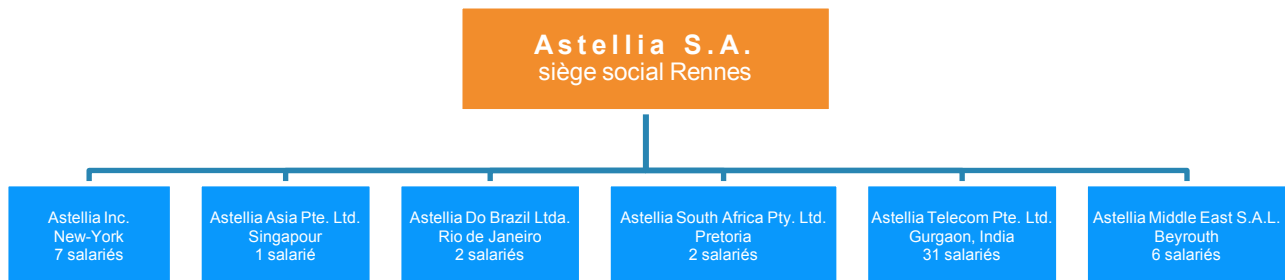 Astellia S.A.
siège social Rennes
Astellia Inc.
New-York
7 salariés
Astellia Asia Pte. Ltd.
Singapour
1 salarié
Astellia Do Brazil Ltda.
Rio de Janeiro
2 salariés
Astellia South Africa Pty. Ltd.
Pretoria
2 salariés
Astellia Telecom Pte. Ltd.
Gurgaon, India
31 salariés
Astellia Middle East S.A.L.
Beyrouth
6 salariés